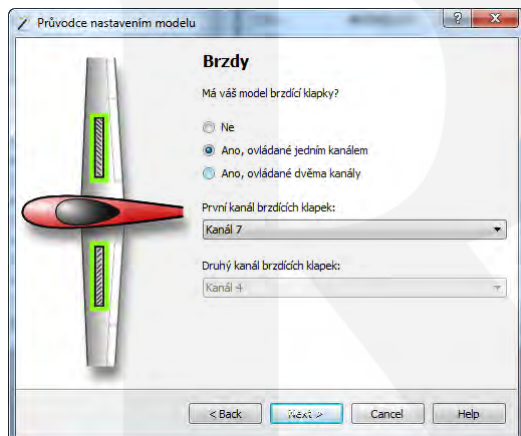 Průvodce nastavením modelu
Brzdy
Má váš model brzdící klapky?
Ne
Ano, ovládané jedním kanálem
Ano, ovládané dvěma kanály
První kanál brzdících klapek:
Kanál 7
Druhý kanál brzdících klapek:
Kanál 4
< Back Next > Cancel Help